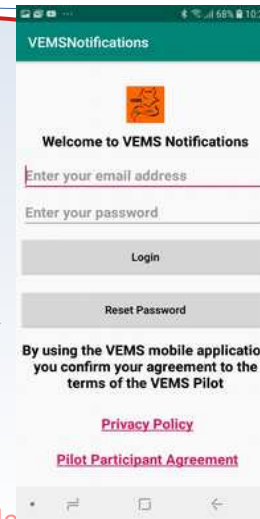 68%
VEMSNotifications
Welcome to VEMS Notifications
Enter your email address
Enter your password
Login
Reset Password
By using the VEMS mobile applicatio
you confirm your agreement to the
terms of the VEMS Pilot
Privacy Policy
Pilot Participant Agreement